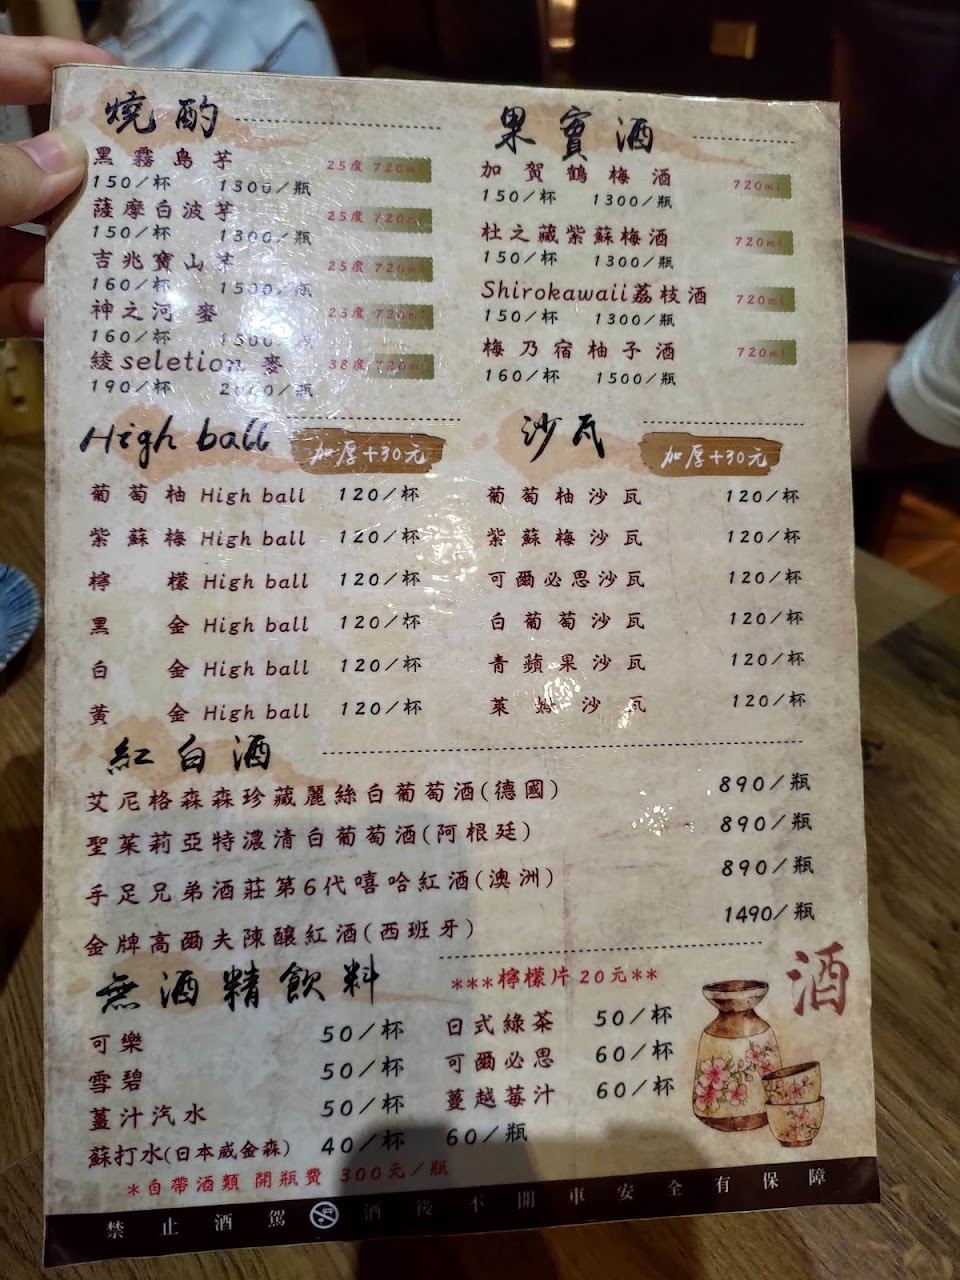 燒酌
黑霧島芋 25度 720ml
150/杯 1300/瓶
薩摩白波芋 25度 720ml
150/杯 1300/瓶
吉兆寶山芋 25度 720ml
160/杯 1500/瓶
神之河 麥 25度 720ml
160/杯 1500/瓶
綾seletion 麥 38度 720ml
190/杯 /瓶
果實酒
加賀鶴梅酒 720ml
150/杯 1300/瓶
杜之藏紫蘇梅酒 720ml
150/杯 1300/瓶
Shirokawaii荔枝酒 720ml
150/杯 1300/瓶
梅乃宿柚子酒 720ml
160/杯 1500/瓶
High ball 加厚+30元
葡萄柚 High ball 120/杯
紫蘇梅 High ball 120/杯
檸檬 High ball 120/杯
黑金 High ball 120/杯
白金 High ball 120/杯
黃金 High ball 120/杯
沙瓦 加厚+30元
葡萄柚沙瓦 120/杯
紫蘇梅沙瓦 120/杯
可爾必思沙瓦 120/杯
白葡萄沙瓦 120/杯
青蘋果沙瓦 120/杯
萊姆沙瓦 120/杯
紅白酒
艾尼格森森珍藏麗絲白葡萄酒(德國) 890/瓶
聖茱莉亞特濃清白葡萄酒(阿根廷) 890/瓶
手足兄弟酒莊第6代嘻哈紅酒(澳洲) 890/瓶
金牌高爾夫陳釀紅酒(西班牙) 1490/瓶
無酒精飲料
***檸檬片20元**
可樂 50/杯
雪碧 50/杯
薑汁汽水 50/杯
蘇打水(日本威金森) 40/杯 60/瓶
日式綠茶 50/杯
可爾必思 60/杯
蔓越莓汁 60/杯
酒
*自帶酒類 開瓶費 300元/瓶
禁止酒駕 酒後不開車安全有保障